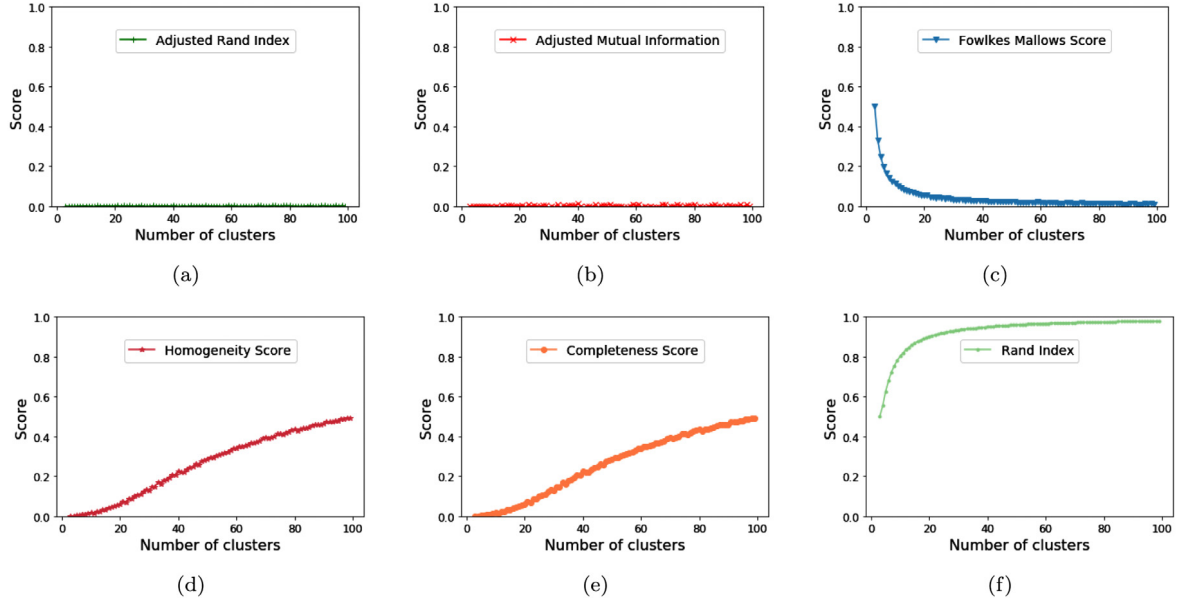 1.0
0.8
0.6
0.4
0.2
0.0
Score
Adjusted Rand Index
0 20 40 60 80 100
Number of clusters
(a)
1.0
0.8
0.6
0.4
0.2
0.0
Score
Adjusted Mutual Information
0 20 40 60 80 100
Number of clusters
(b)
1.0
0.8
0.6
0.4
0.2
0.0
Score
Fowlkes Mallows Score
0 20 40 60 80 100
Number of clusters
(c)
1.0
0.8
0.6
0.4
0.2
0.0
Score
Homogeneity Score
0 20 40 60 80 100
Number of clusters
(d)
1.0
0.8
0.6
0.4
0.2
0.0
Score
Completeness Score
0 20 40 60 80 100
Number of clusters
(e)
1.0
0.8
0.6
0.4
0.2
0.0
Score
Rand Index
0 20 40 60 80 100
Number of clusters
(f)